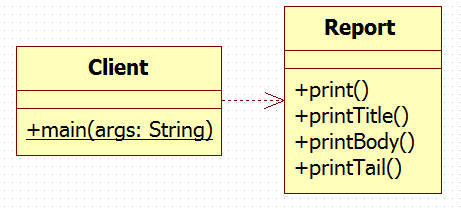 Client
+main(args: String)
Report
+print()
+printTitle()
+printBody()
+printTail()